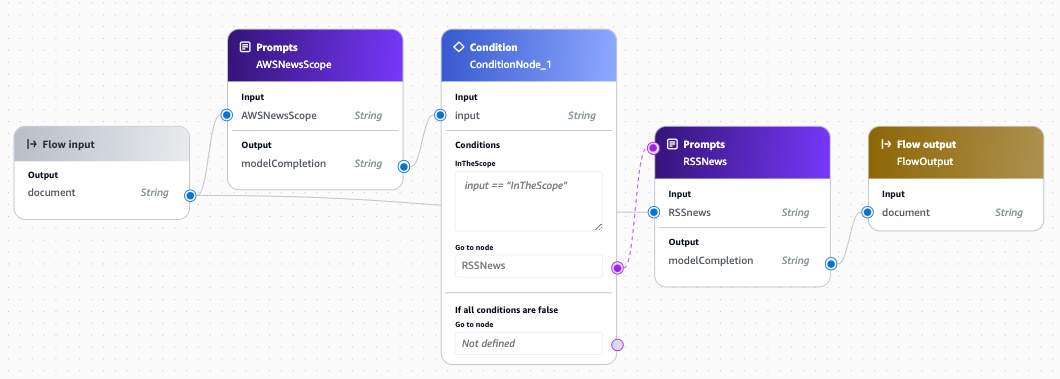 Flow input
Output
document String
Prompts
AWSNewsScope
Input
AWSNewsScope String
Output
modelCompletion String
Condition
ConditionNode_1
Input
input String
Conditions
InTheScope
input == "InTheScope"
Go to node
RSSNews
If all conditions are false
Go to node
Not defined
Prompts
RSSNews
Input
RSSnews String
Output
modelCompletion String
Flow output
FlowOutput
Input
document String